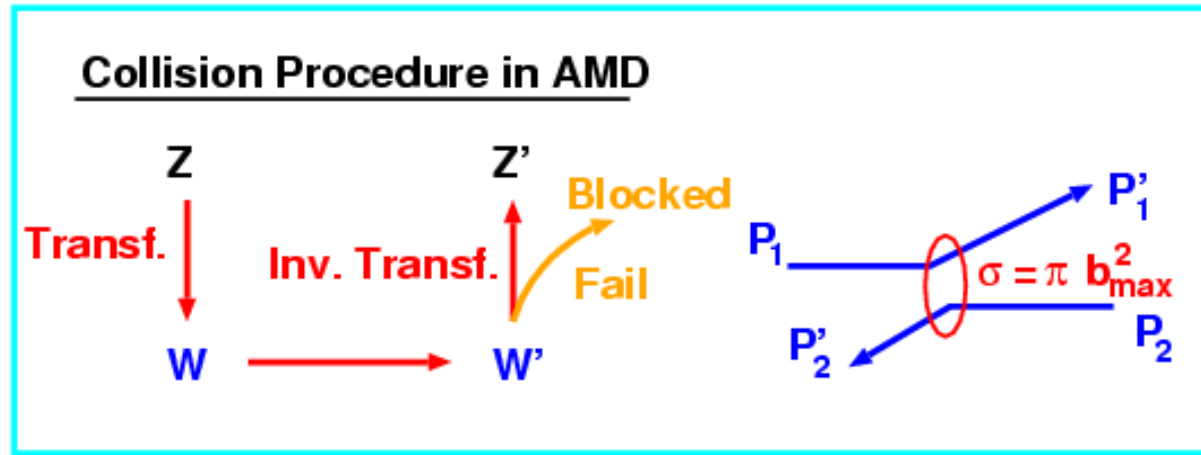 Collision Procedure in AMD
Z
Z'
Transf.
Inv. Transf.
Blocked
Fail
W
W'
P₁
P'₁
σ = π b²max
P'₂
P₂